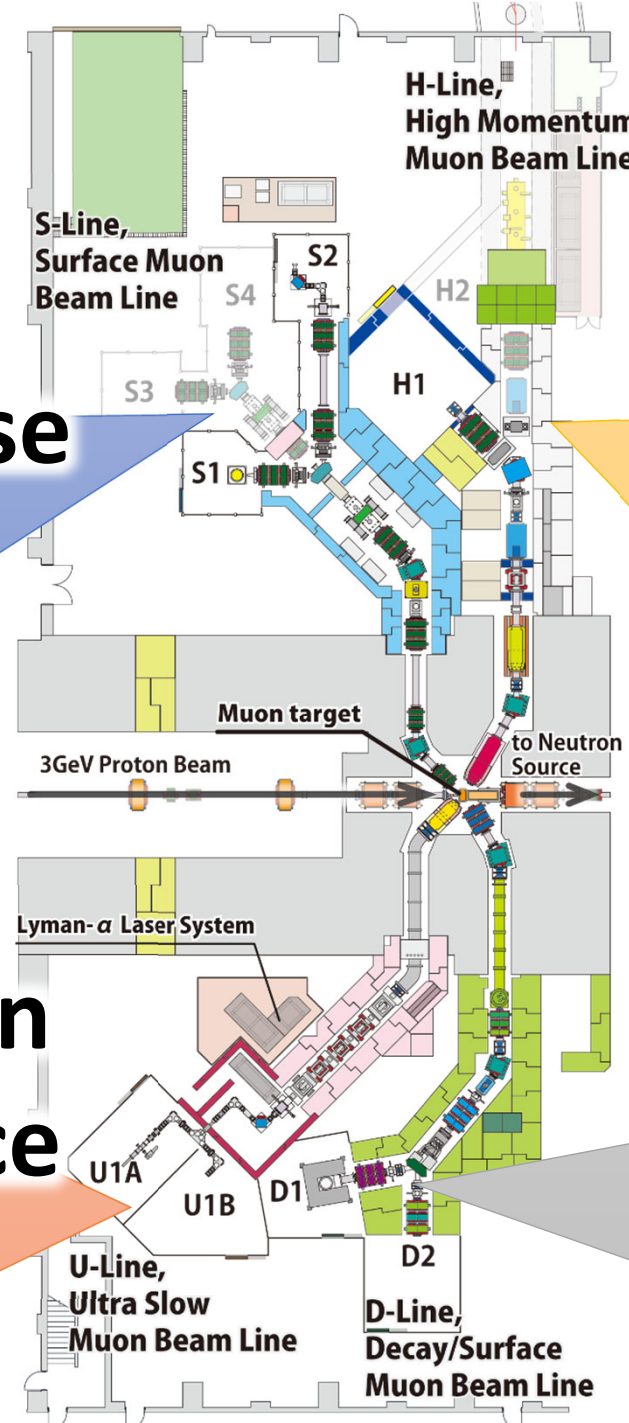 H-Line,
High Momentum
Muon Beam Line
S-Line,
Surface Muon
Beam Line
S2
S4
H2
S3
H1
se
S1
Muon target
3GeV Proton Beam
to Neutron
Source
Lyman-α Laser System
n
ce
U1A
U1B
D1
D2
U-Line,
Ultra Slow
Muon Beam Line
D-Line,
Decay/Surface
Muon Beam Line